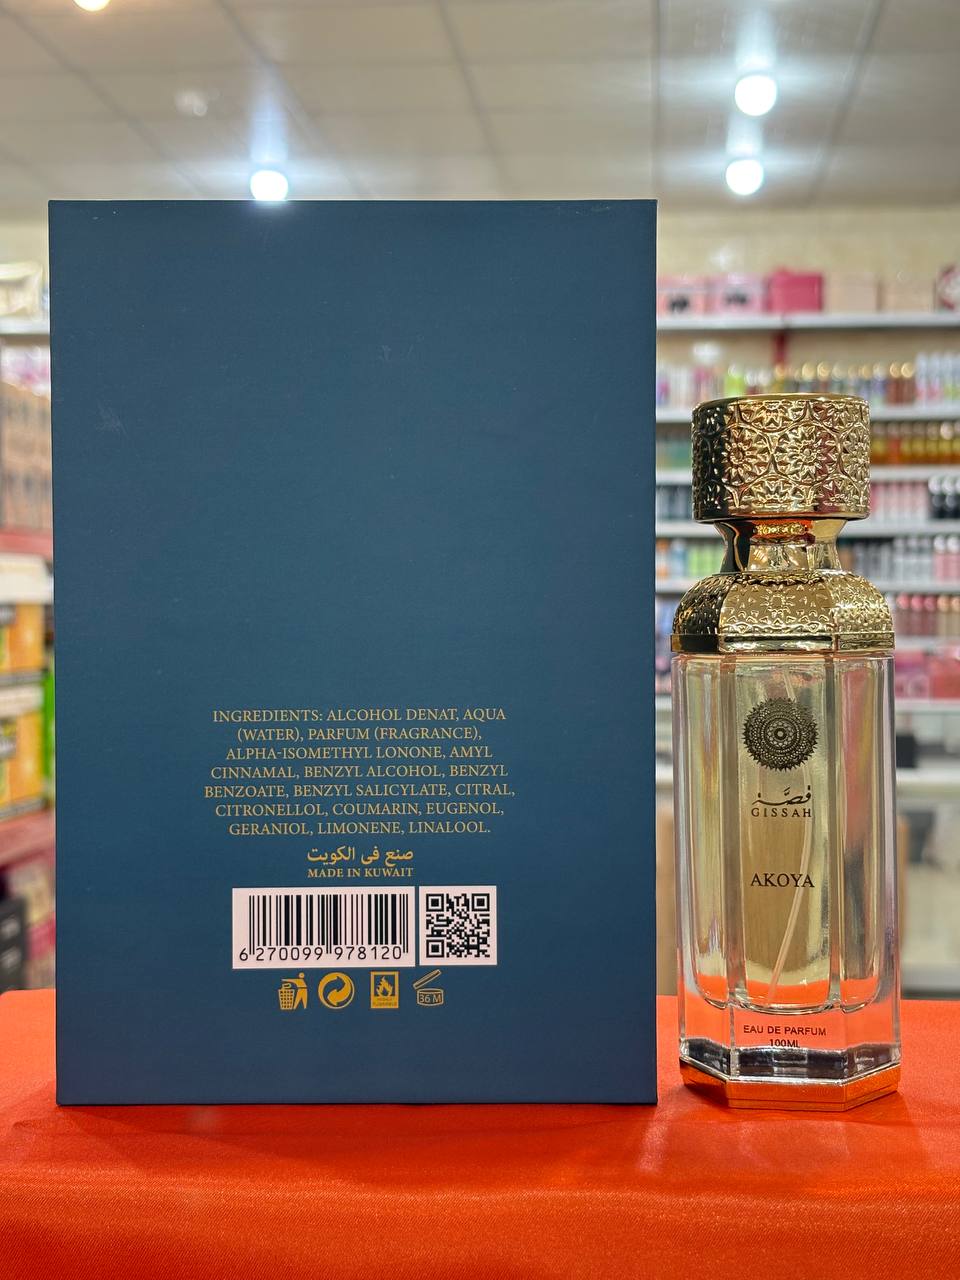 INGREDIENTS: ALCOHOL DENAT, AQUA
(WATER), PARFUM (FRAGRANCE),
ALPHA-ISOMETHYL LONONE, AMYL
CINNAMAL, BENZYL ALCOHOL, BENZYL
BENZOATE, BENZYL SALICYLATE, CITRAL,
CITRONELLOL, COUMARIN, EUGENOL,
GERANIOL, LIMONENE, LINALOOL.
صنع في الكويت
MADE IN KUWAIT
6 270099 978120
36 M
قصّة
GISSAH
AKOYA
EAU DE PARFUM
100ML